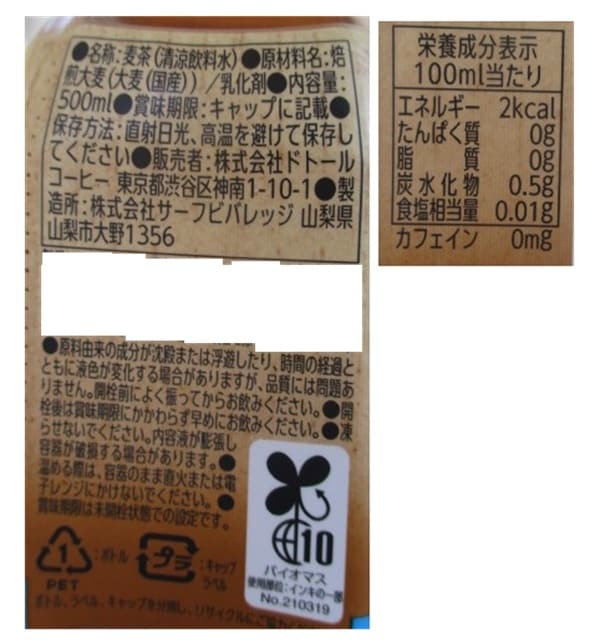 ●名称:麦茶(清涼飲料水)●原材料名:焙
煎大麦(大麦(国産))/乳化剤●内容量:
500ml●賞味期限:キャップに記載●
保存方法:直射日光、高温を避けて保存し
てください●販売者:株式会社ドトール
コーヒー 東京都渋谷区神南1-10-1●製
造所:株式会社サーフビバレッジ 山梨県
山梨市大野1356
●原料由来の成分が沈殿または浮遊したり、時間の経過と
ともに液色が変化する場合がありますが、品質には問題あ
りません。開栓前によく振ってからお飲みください。●開
栓後は賞味期限にかかわらず早めにお飲みください。●凍
らせないでください。内容液が膨張し
容器が破損する場合があります。●
温める際は、容器のまま直火または電
子レンジにかけないでください。●
賞味期限は未開栓状態での設定です。
1
PET
:ボトル
プラ
:キャップ
ラベル
ボトル、ラベル、キャップを分別し、リサイクルにご協力
10
バイオマス
使用部位:インキの一部
No.210319
栄養成分表示
100ml当たり
エネルギー 2kcal
たんぱく質 0g
脂質 0g
炭水化物 0.5g
食塩相当量 0.01g
カフェイン 0mg